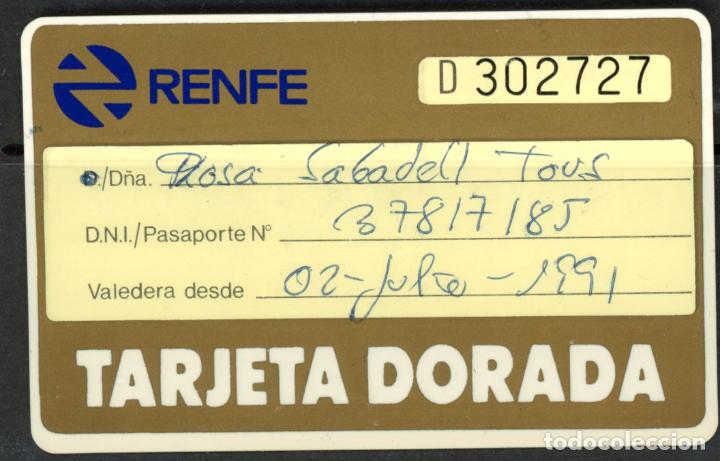 RENFE
D 302727
D./Dña. Rosa Sabadell Tous
D.N.I./Pasaporte Nº 37817185
Valedera desde 02-Julio-1991
TARJETA DORADA
todocoleccion